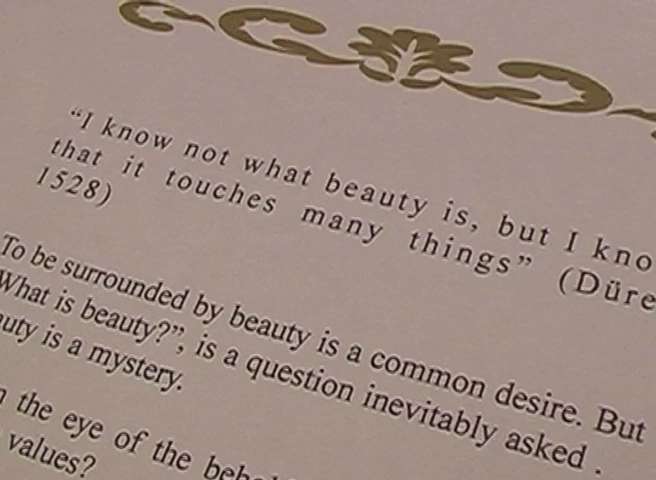 “I know not what beauty is, but I kno
that it touches many things” (Düre
1528)
To be surrounded by beauty is a common desire. But
What is beauty?”, is a question inevitably asked .
uty is a mystery.
the eye of the beho
values?